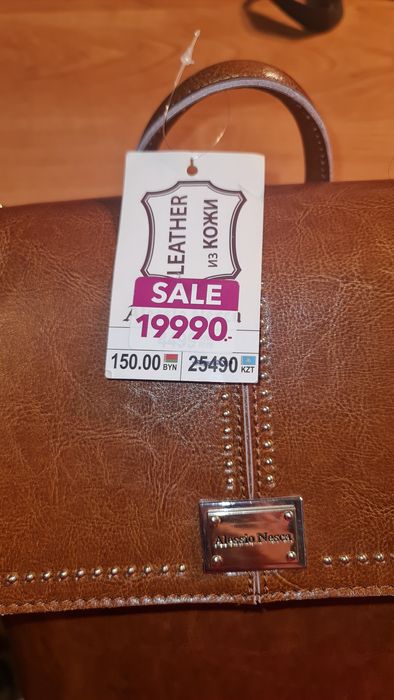 LEATHER
ИЗ КОЖИ
SALE
19990.-
150.00 BYN 25490 KZT
Alessio Nesca